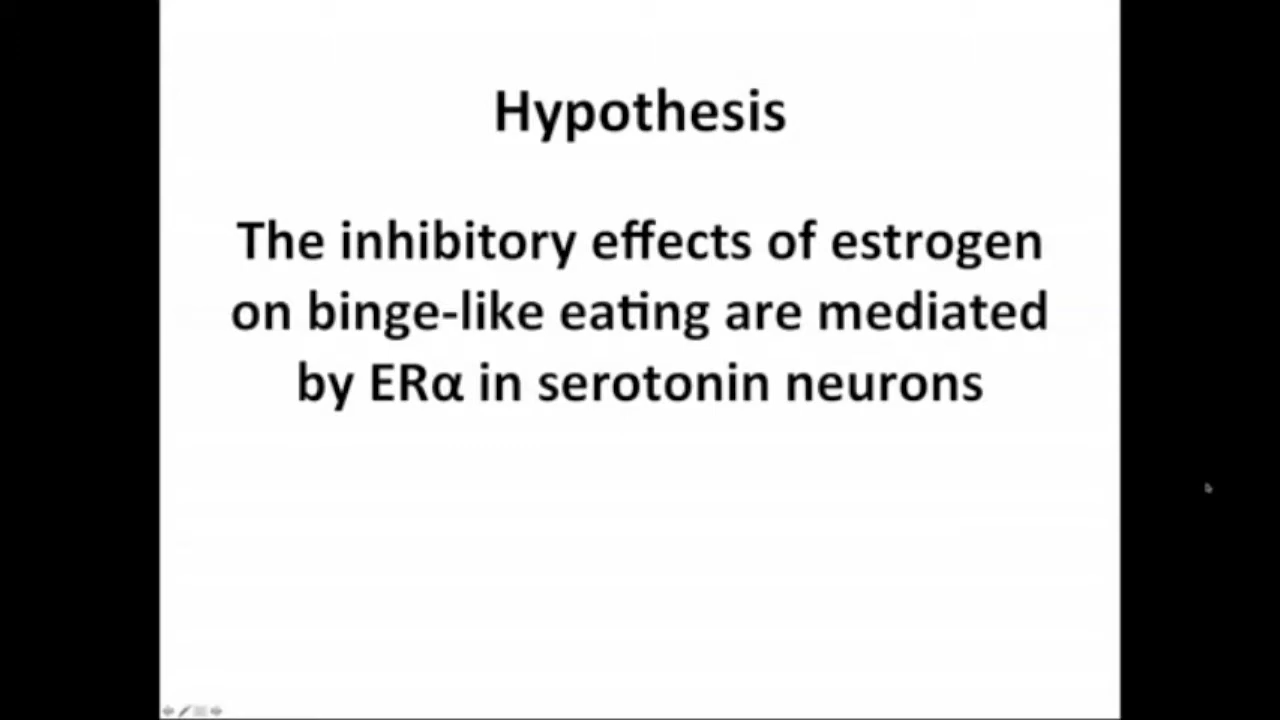 Hypothesis
The inhibitory effects of estrogen
on binge-like eating are mediated
by ERα in serotonin neurons